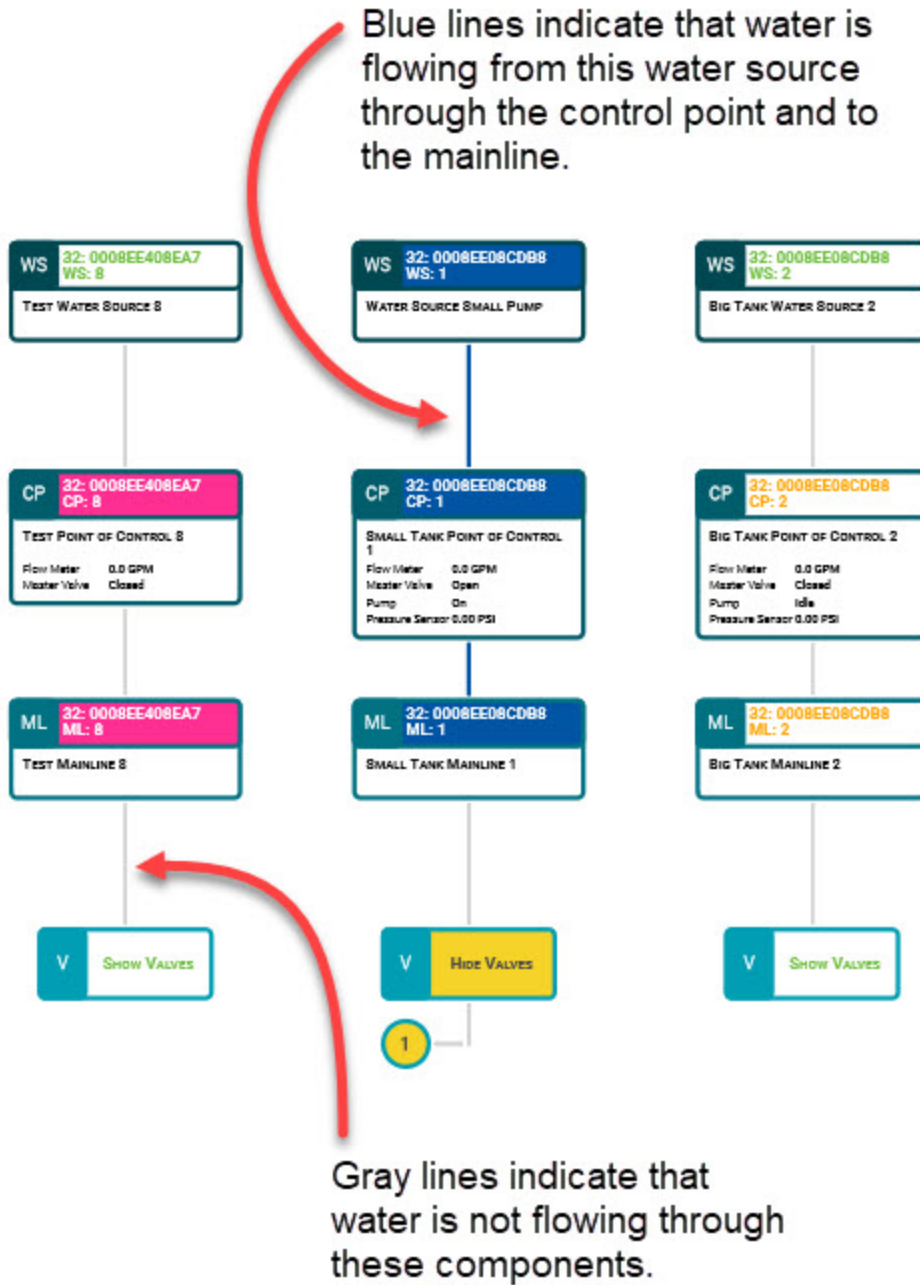 Blue lines indicate that water is
flowing from this water source
through the control point and to
the mainline.
WS
32: 0008EE408EA7
WS: 8
TEST WATER SOURCE 8
WS
32: 0008EE08CDB8
WS: 1
WATER SOURCE SMALL PUMP
WS
32: 0008EE08CDB8
WS: 2
BIG TANK WATER SOURCE 2
CP
32: 0008EE408EA7
CP: 8
TEST POINT OF CONTROL 8
Flow Meter 0.0 GPM
Master Valve Closed
CP
32: 0008EE08CDB8
CP: 1
SMALL TANK POINT OF CONTROL
1
Flow Meter 0.0 GPM
Master Valve Open
Pump On
Pressure Sensor 0.00 PSI
CP
32: 0008EE08CDB8
CP: 2
BIG TANK POINT OF CONTROL 2
Flow Meter 0.0 GPM
Master Valve Closed
Pump Idle
Pressure Sensor 0.00 PSI
ML
32: 0008EE408EA7
ML: 8
TEST MAINLINE 8
ML
32: 0008EE08CDB8
ML: 1
SMALL TANK MAINLINE 1
ML
32: 0008EE08CDB8
ML: 2
BIG TANK MAINLINE 2
V SHOW VALVES
V HIDE VALVES
V SHOW VALVES
1
Gray lines indicate that
water is not flowing through
these components.